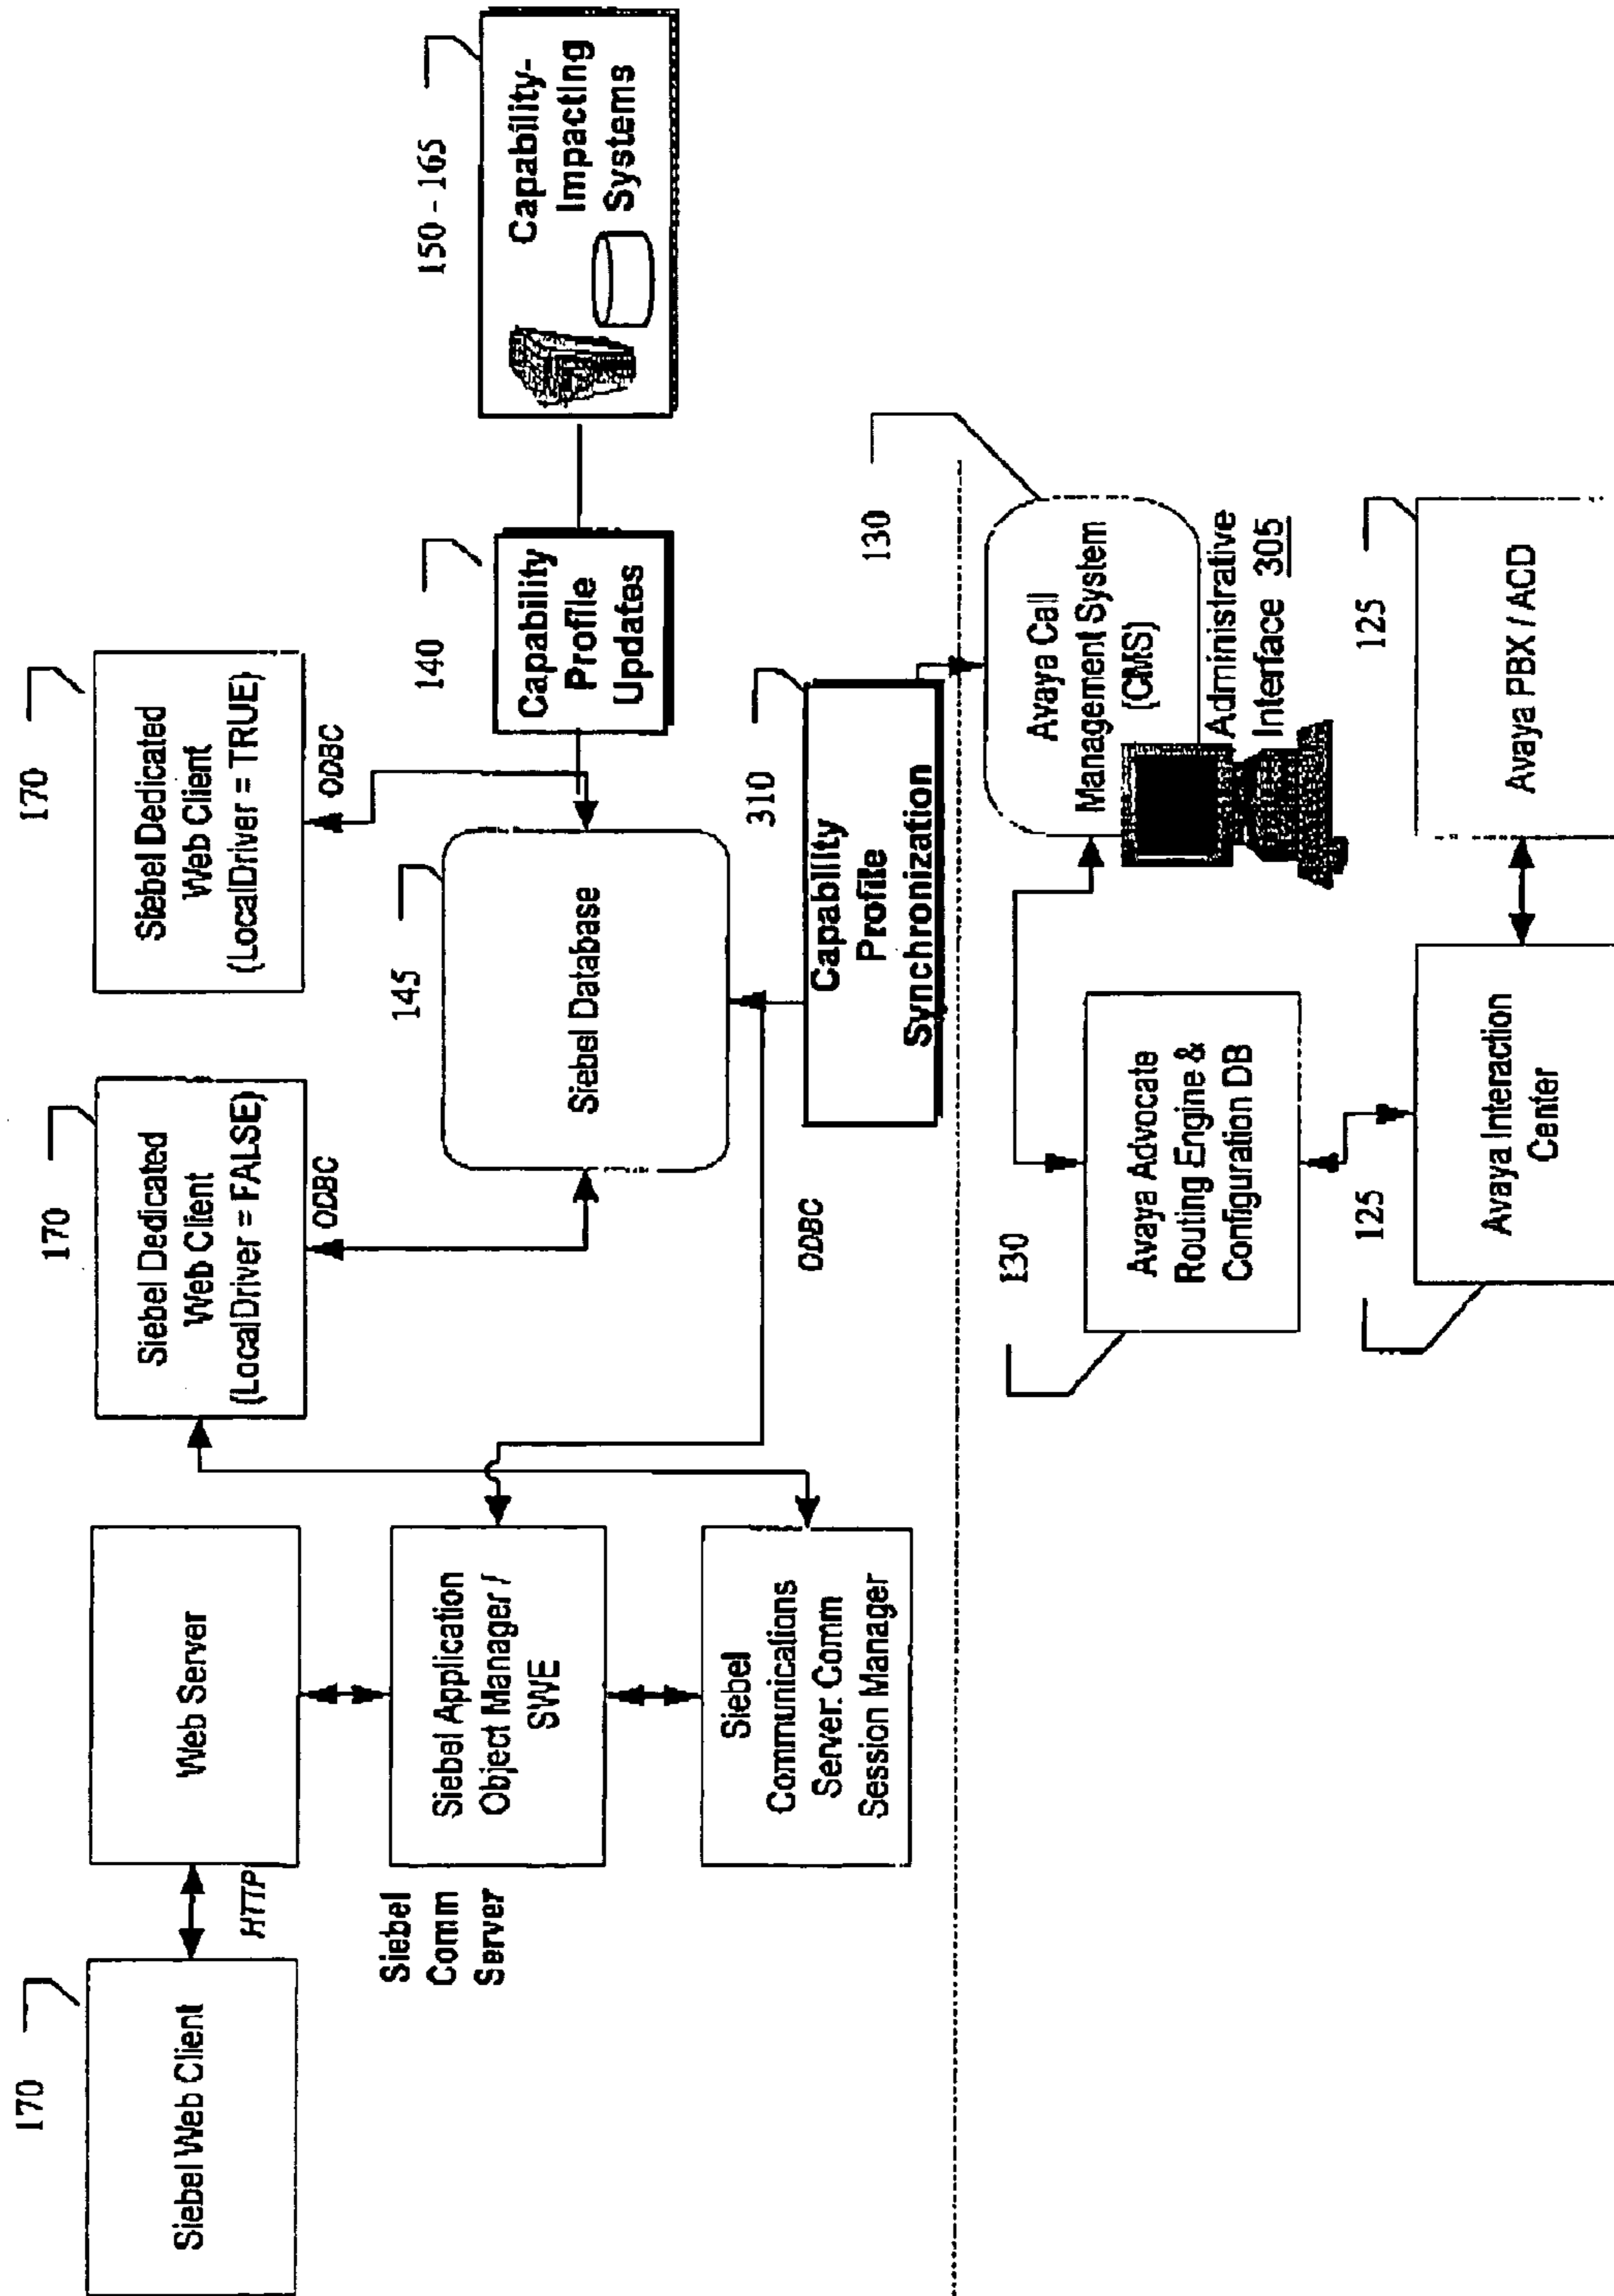 170
Siebel Web Client
HTTP
Web Server
Siebel
Comm
Server
Siebel Application
Object Manager /
SWE
Siebel
Communications
Server. Comm
Session Manager
170
Siebel Dedicated
Web Client
(LocalDriver = FALSE)
ODBC
170
Siebel Dedicated
Web Client
(LocalDriver = TRUE)
ODBC
145
Siebel Database
ODBC
140
Capability
Profile
Updates
150 - 165
Capability-
Impacting
Systems
310
Capability
Profile
Synchronization
130
Avaya Call
Management System
(CMS)
Administrative
Interface 305
130
Avaya Advocate
Routing Engine &
Configuration DB
125
Avaya Interaction
Center
125
Avaya PBX / ACD